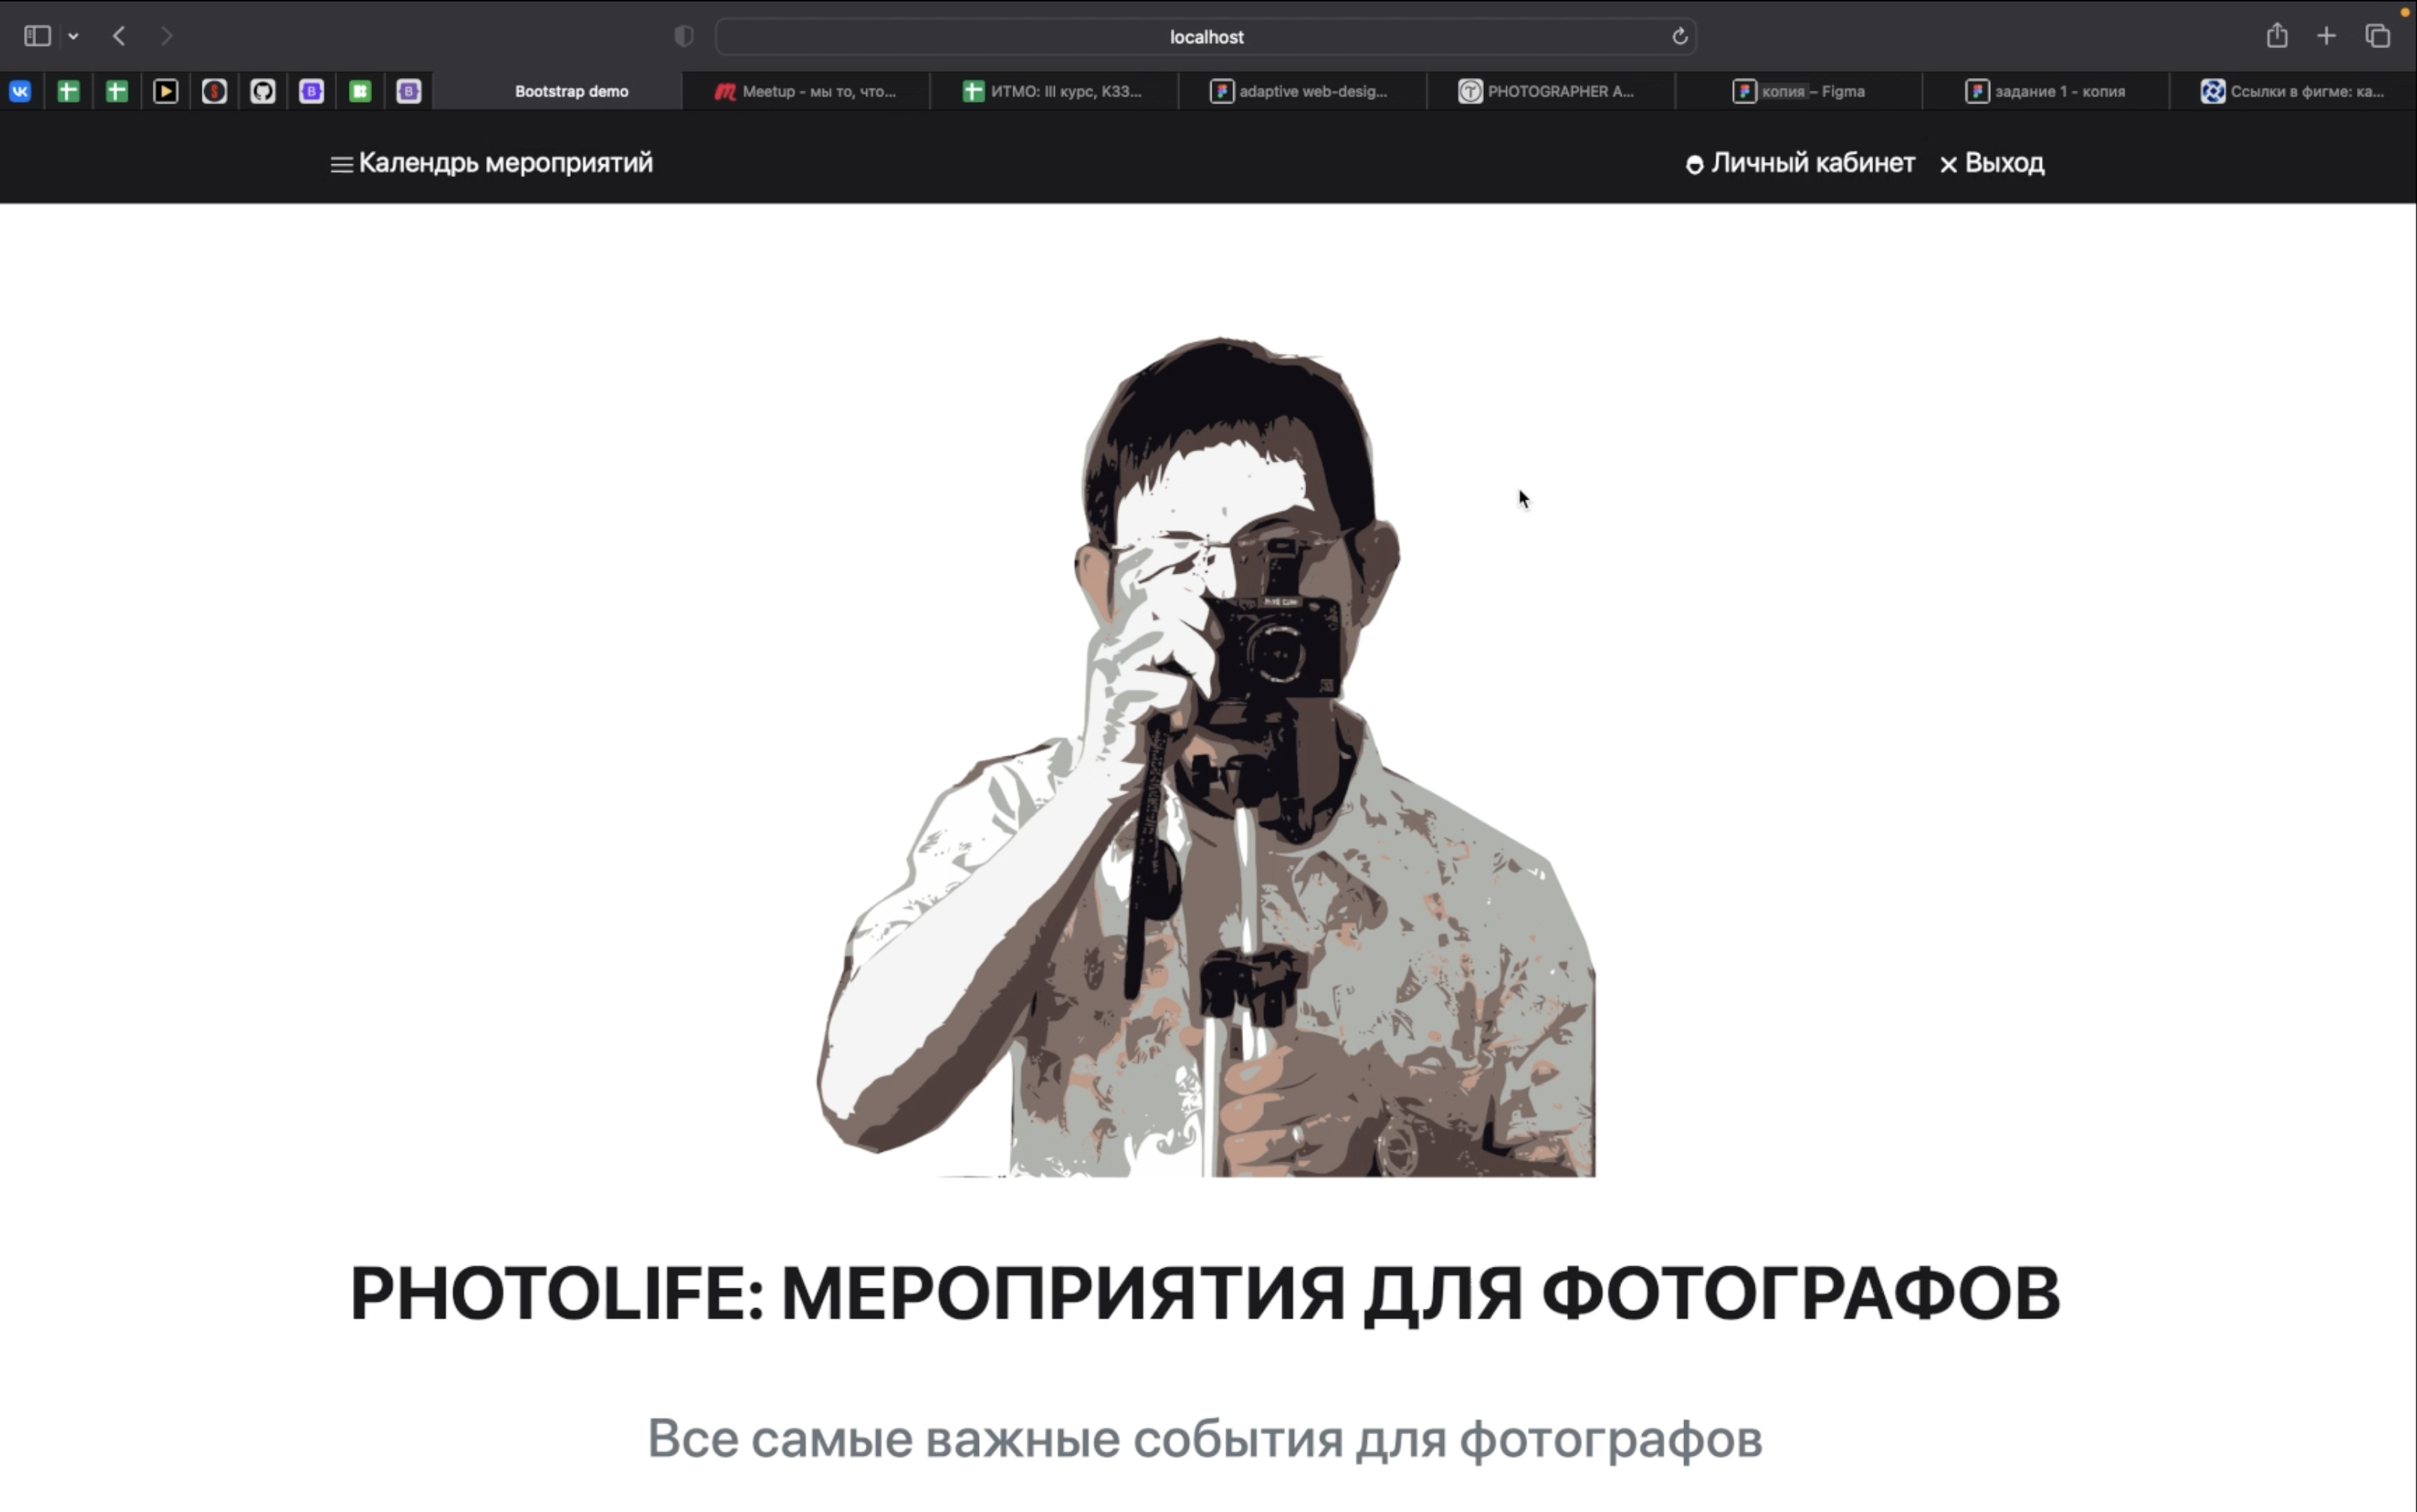 localhost
Bootstrap demo
Meetup - мы то, что...
ИТМО: III курс, К33...
adaptive web-desig...
PHOTOGRAPHER A...
копия – Figma
задание 1 - копия
Ссылки в фигме: ка...
Календрь мероприятий
Личный кабинет
Выход
PHOTOLIFE: МЕРОПРИЯТИЯ ДЛЯ ФОТОГРАФОВ
Все самые важные события для фотографов